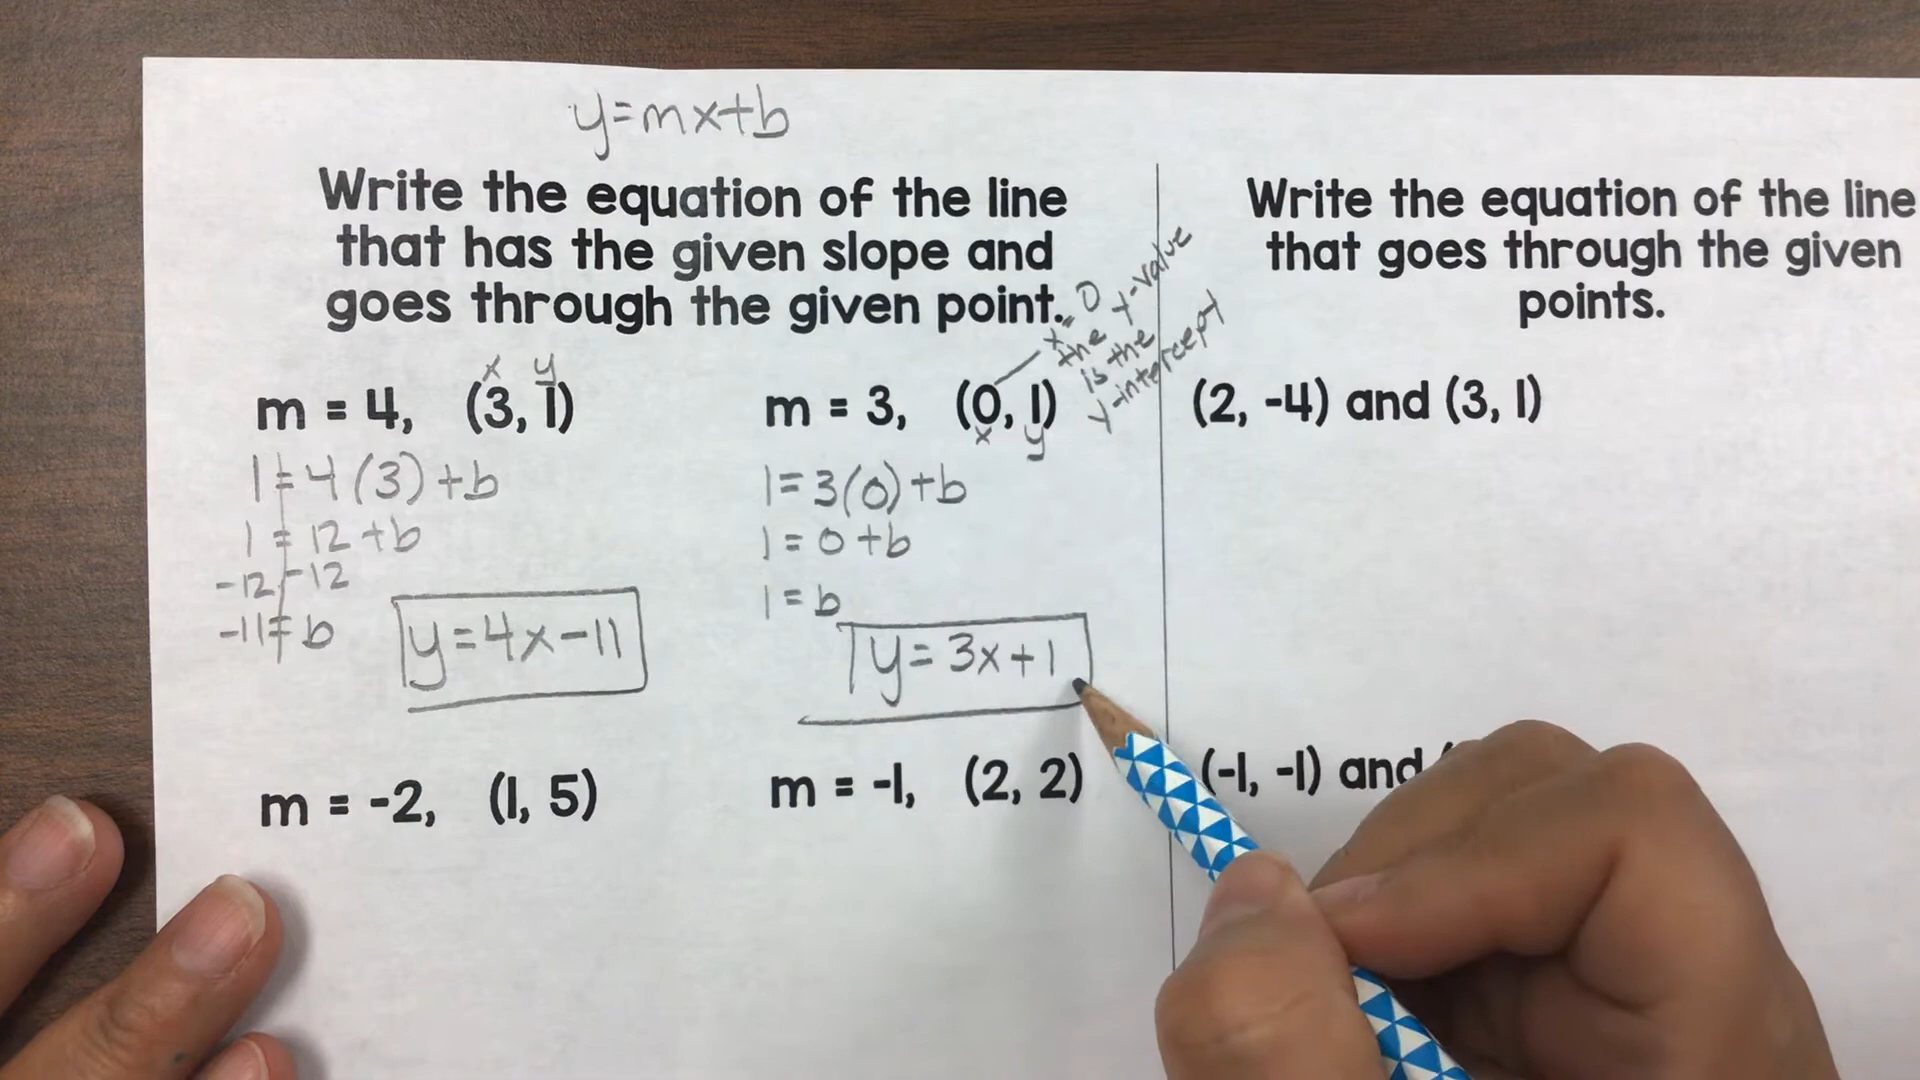 y=mx+b
Write the equation of the line
that has the given slope and
goes through the given point.
x=0
the y-value
is the
y-intercept
x y
m = 4, (3, 1)
1=4(3)+b
1=12+b
-12 -12
-11=b
y=4x-11
m = 3, (0, 1)
x y
1=3(0)+b
1=0+b
1=b
y=3x+1
m = -2, (1, 5)
m = -1, (2, 2)
Write the equation of the line
that goes through the given
points.
(2, -4) and (3, 1)
(-1, -1) and (